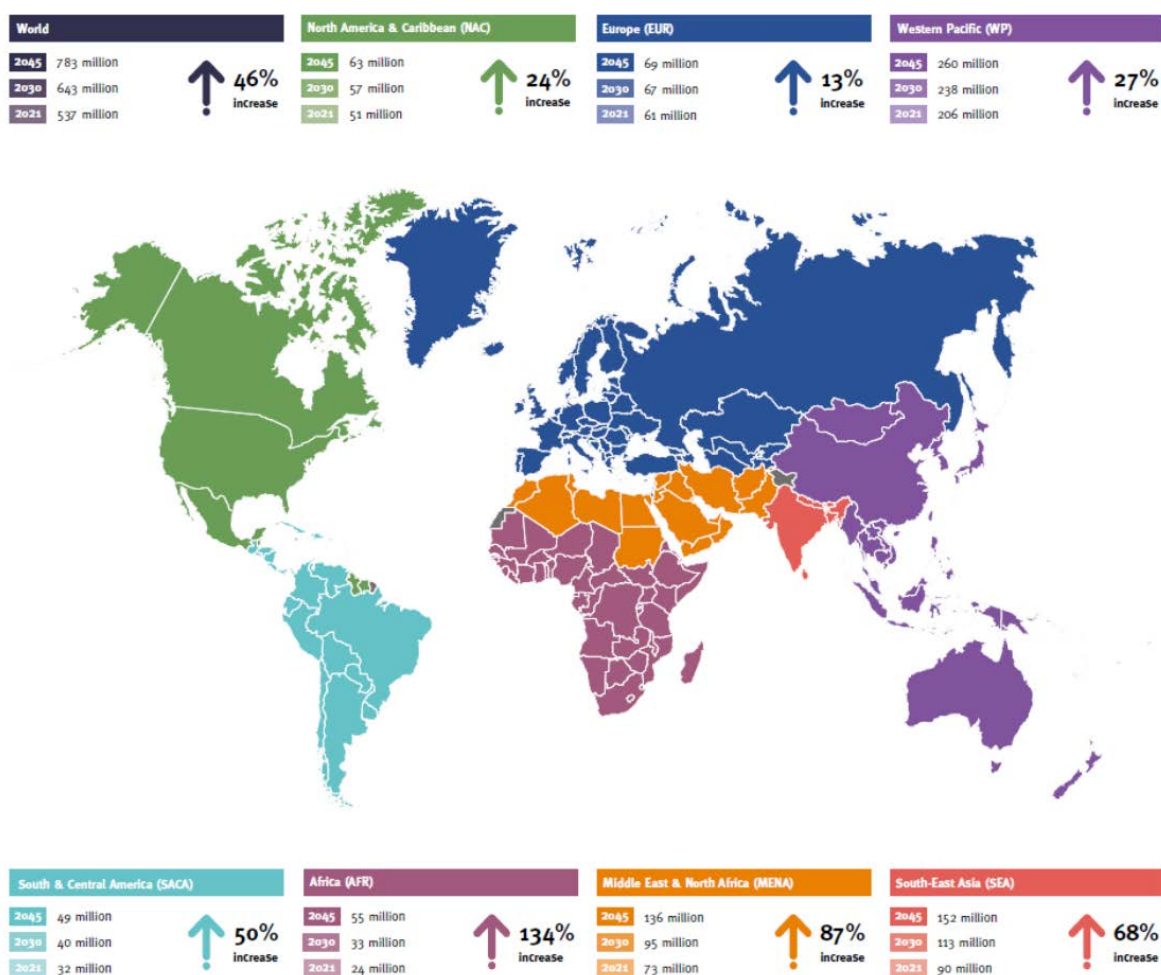 World
2045 783 million
2030 643 million
2021 537 million
46%
increase
North America & Caribbean (NAC)
2045 63 million
2030 57 million
2021 51 million
24%
increase
Europe (EUR)
2045 69 million
2030 67 million
2021 61 million
13%
increase
Western Pacific (WP)
2045 260 million
2030 238 million
2021 206 million
27%
increase
South & Central America (SACA)
2045 49 million
2030 40 million
2021 32 million
50%
increase
Africa (AFR)
2045 55 million
2030 33 million
2021 24 million
134%
increase
Middle East & North Africa (MENA)
2045 136 million
2030 95 million
2021 73 million
87%
increase
South-East Asia (SEA)
2045 152 million
2030 113 million
2021 90 million
68%
increase